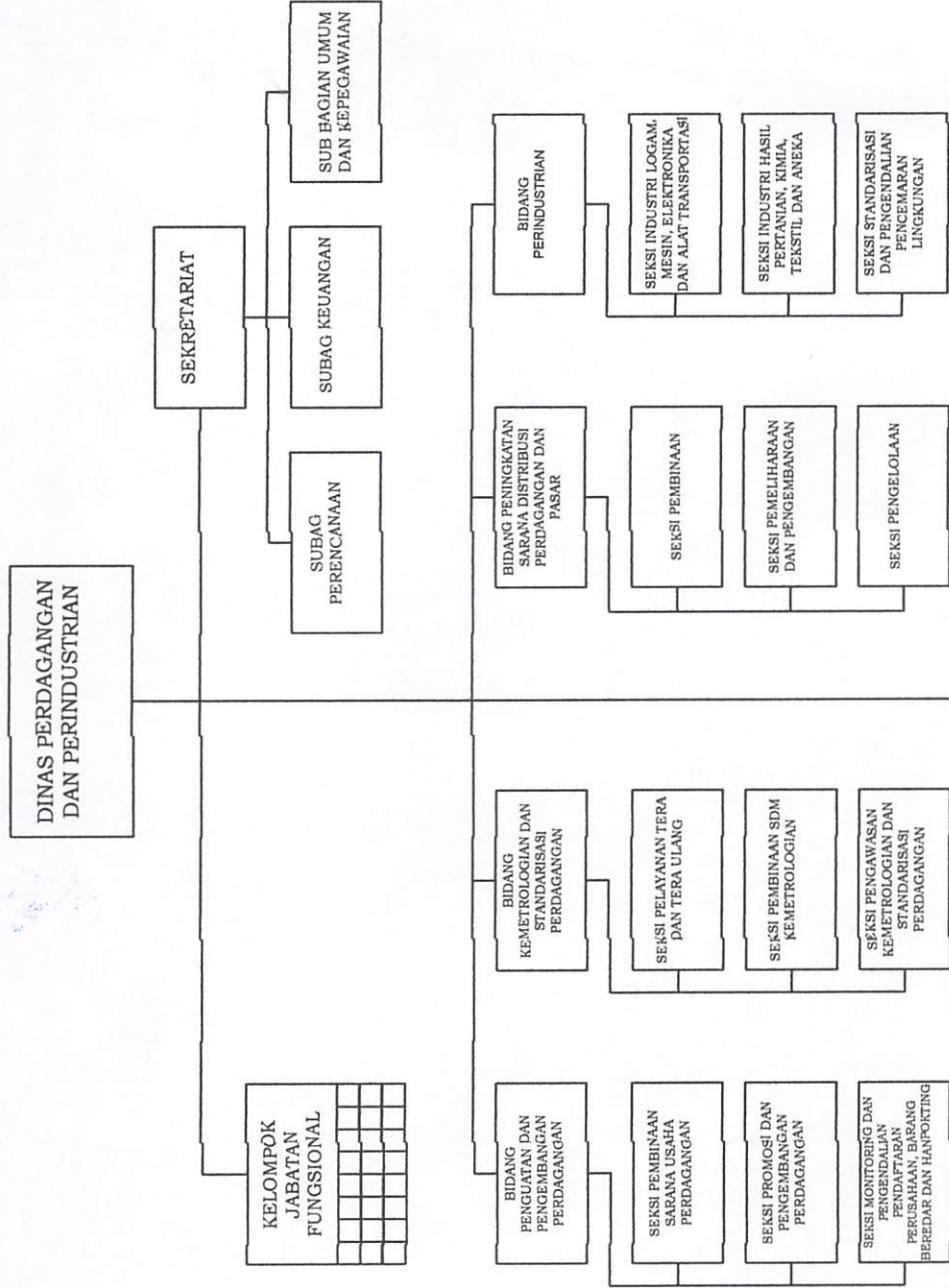 DINAS PERDAGANGAN
DAN PERINDUSTRIAN
KELOMPOK
JABATAN
FUNGSIONAL
SEKRETARIAT
SUBAG
PERENCANAAN
SUBAG KEUANGAN
SUB BAGIAN UMUM
DAN KEPEGAWAIAN
BIDANG
PENGUATAN DAN
PENGEMBANGAN
PERDAGANGAN
SEKSI PEMBINAAN
SARANA USAHA
PERDAGANGAN
SEKSI PROMOSI DAN
PENGEMBANGAN
PERDAGANGAN
SEKSI MONITORING DAN
PENGENDALIAN
PENDAFTARAN
PERUSAHAAN, BARANG
BEREDAR DAN HANPOKTING
BIDANG
KEMETROLOGIAN DAN
STANDARISASI
PERDAGANGAN
SEKSI PELAYANAN TERA
DAN TERA ULANG
SEKSI PEMBINAAN SDM
KEMETROLOGIAN
SEKSI PENGAWASAN
KEMETROLOGIAN DAN
STANDARISASI
PERDAGANGAN
BIDANG PENINGKATAN
SARANA DISTRIBUSI
PERDAGANGAN DAN
PASAR
SEKSI PEMBINAAN
SEKSI PEMELIHARAAN
DAN PENGEMBANGAN
SEKSI PENGELOLAAN
BIDANG
PERINDUSTRIAN
SEKSI INDUSTRI LOGAM,
MESIN, ELEKTRONIKA
DAN ALAT TRANSPORTASI
SEKSI INDUSTRI HASIL
PERTANIAN, KIMIA,
TEKSTIL DAN ANEKA
SEKSI STANDARISASI
DAN PENGENDALIAN
PENCEMARAN
LINGKUNGAN